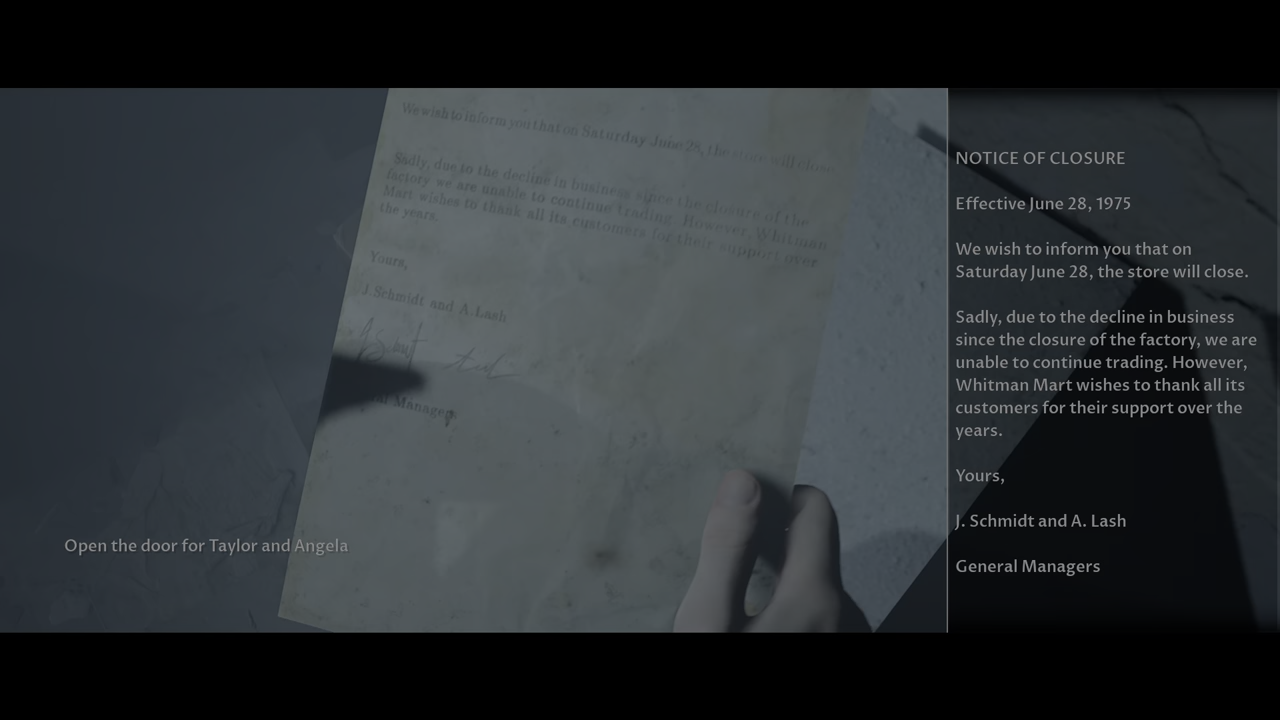 We wish to inform you that on Saturday June 28, the store will close
Sadly, due to the decline in business since the closure of the
factory we are unable to continue trading. However, Whitman
Mart wishes to thank all its customers for their support over
the years.
Yours,
J. Schmidt and A. Lash
Managers
Open the door for Taylor and Angela
NOTICE OF CLOSURE
Effective June 28, 1975
We wish to inform you that on
Saturday June 28, the store will close.
Sadly, due to the decline in business
since the closure of the factory, we are
unable to continue trading. However,
Whitman Mart wishes to thank all its
customers for their support over the
years.
Yours,
J. Schmidt and A. Lash
General Managers